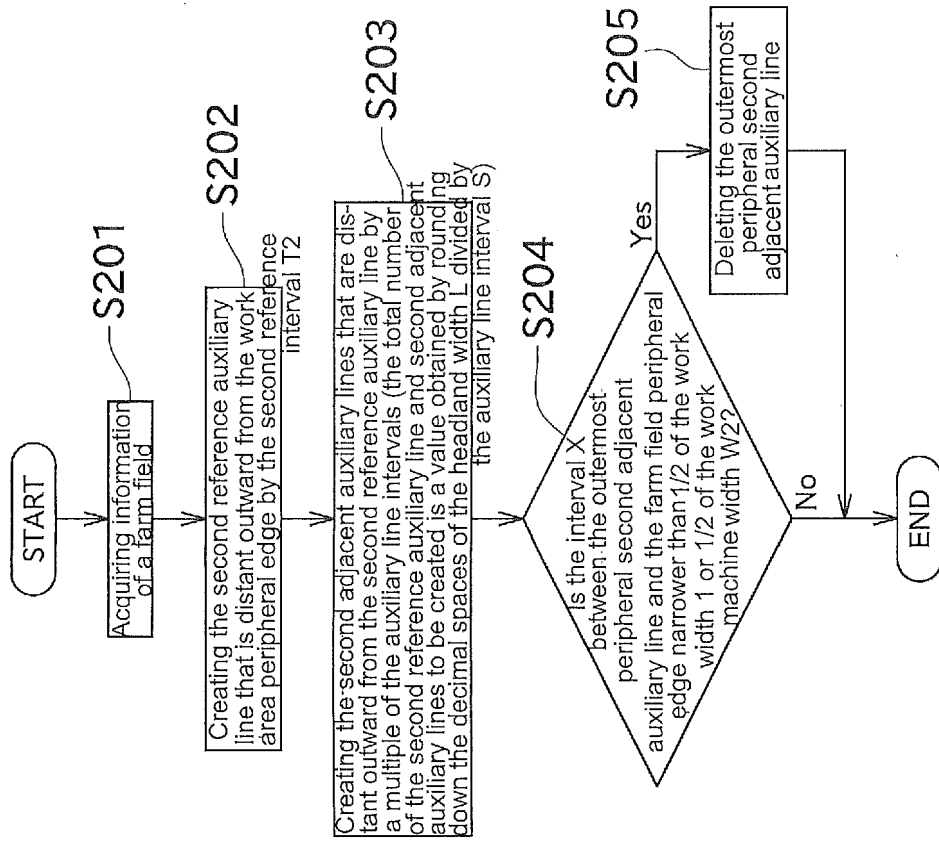 START
S201
Acquiring information
of a farm field
S202
Creating the second reference auxiliary
line that is distant outward from the work
area peripheral edge by the second reference
interval T2
S203
Creating the second adjacent auxiliary lines that are dis-
tant outward from the second reference auxiliary line by
a multiple of the auxiliary line intervals (the total number
of the second reference auxiliary line and second adjacent
auxiliary lines to be created is a value obtained by rounding
down the decimal spaces of the headland width L divided by
the auxiliary line interval S)
S204
Is the interval X
between the outermost
peripheral second adjacent
auxiliary line and the farm field peripheral
edge narrower than 1/2 of the work
width 1 or 1/2 of the work
machine width W2?
Yes
S205
Deleting the outermost
peripheral second
adjacent auxiliary line
No
END